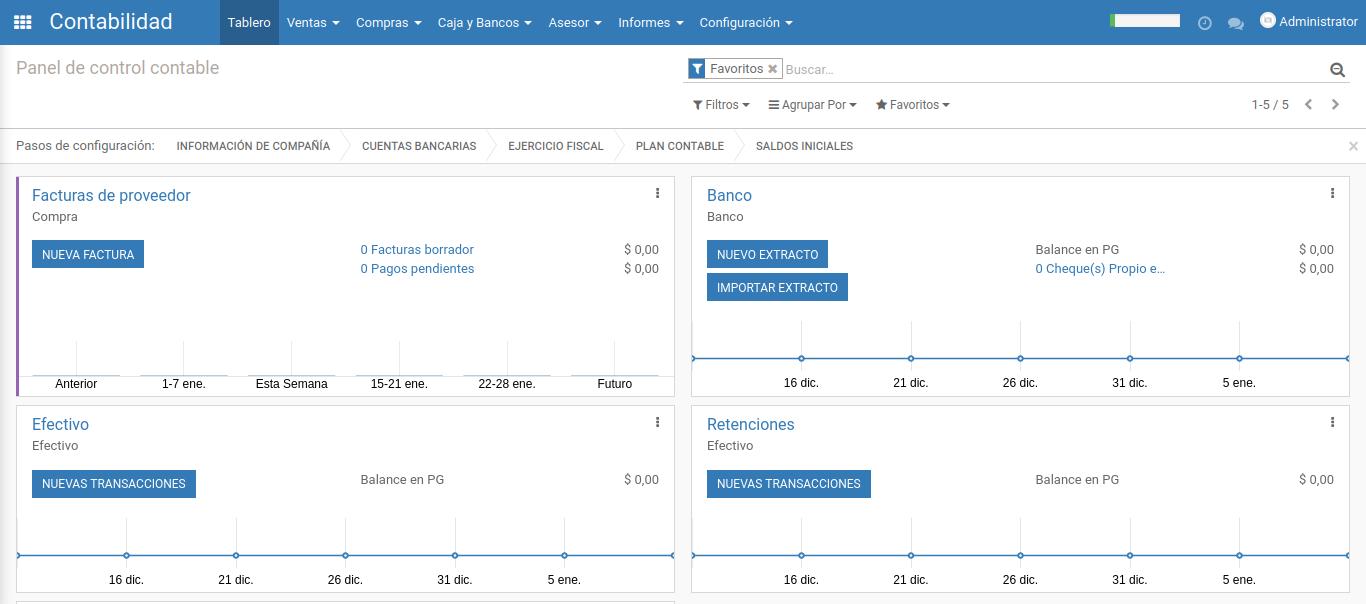 Contabilidad Tablero Ventas Compras Caja y Bancos Asesor Informes Configuración Administrator
Panel de control contable
Favoritos Buscar...
Filtros Agrupar Por Favoritos 1-5 / 5
Pasos de configuración: INFORMACIÓN DE COMPAÑÍA CUENTAS BANCARIAS EJERCICIO FISCAL PLAN CONTABLE SALDOS INICIALES
Facturas de proveedor
Compra
NUEVA FACTURA
0 Facturas borrador $ 0,00
0 Pagos pendientes $ 0,00
Anterior 1-7 ene. Esta Semana 15-21 ene. 22-28 ene. Futuro
Banco
Banco
NUEVO EXTRACTO
IMPORTAR EXTRACTO
Balance en PG $ 0,00
0 Cheque(s) Propio e... $ 0,00
16 dic. 21 dic. 26 dic. 31 dic. 5 ene.
Efectivo
Efectivo
NUEVAS TRANSACCIONES Balance en PG $ 0,00
16 dic. 21 dic. 26 dic. 31 dic. 5 ene.
Retenciones
Efectivo
NUEVAS TRANSACCIONES Balance en PG $ 0,00
16 dic. 21 dic. 26 dic. 31 dic. 5 ene.